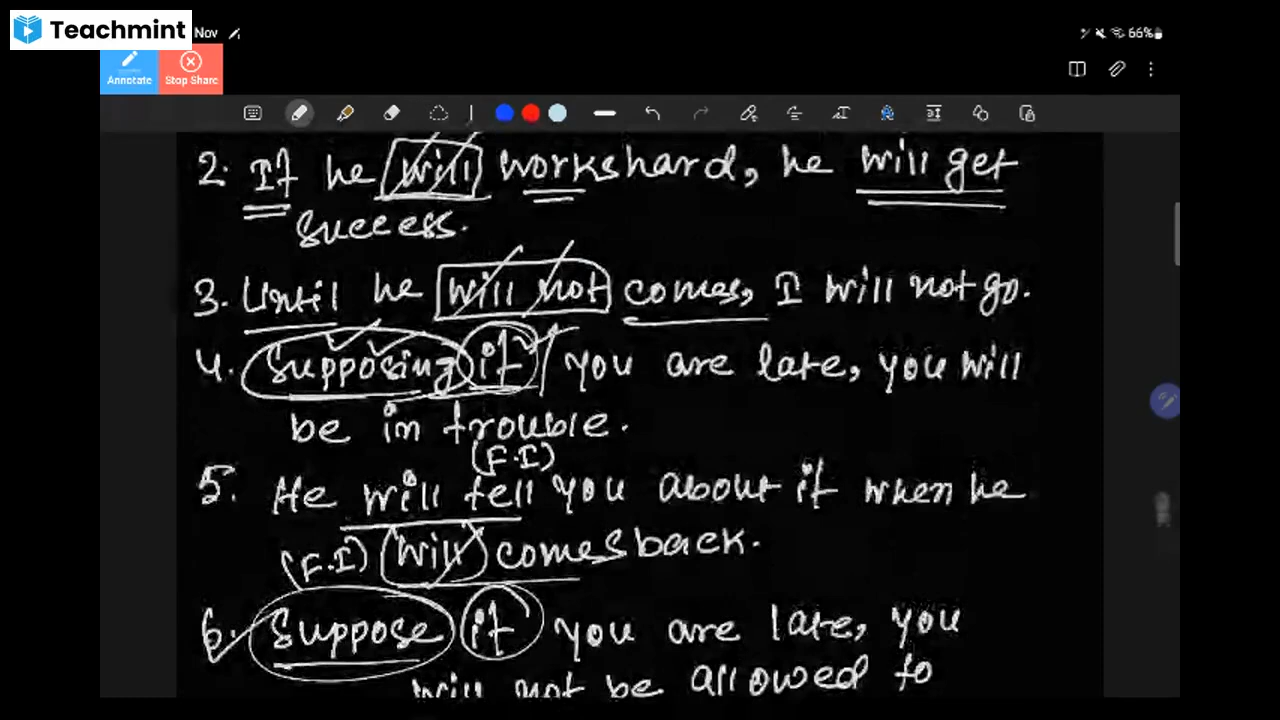 Teachmint
Nov
66%
Annotate
Stop Share
2. If he will works hard, he will get
success.
3. Until he will not comes, I will not go.
4. Supposing if you are late, you will
be in trouble.
(F.I)
5. He will tell you about it when he
(F.I) will comes back.
6. Suppose if you are late, you
will not be allowed to